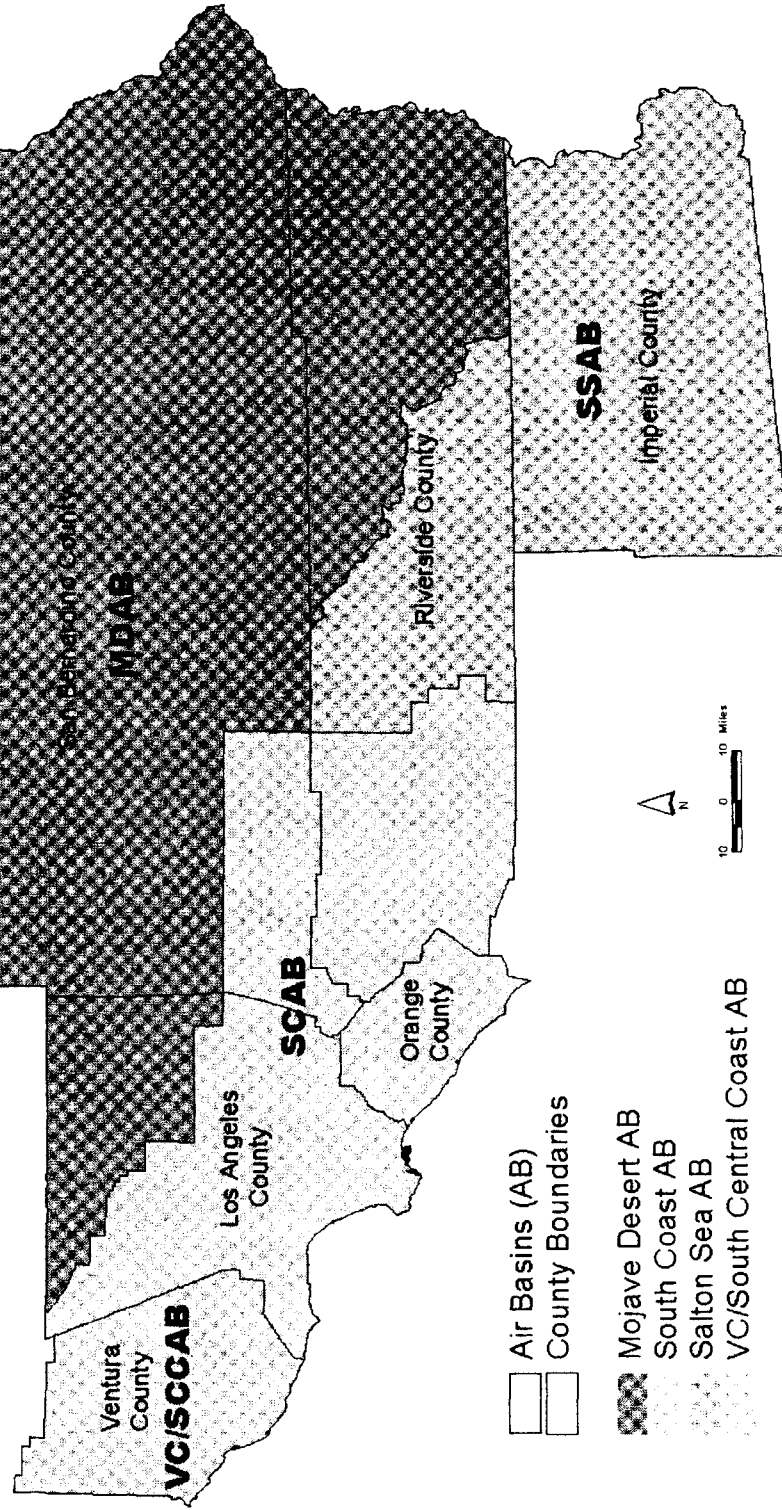 San Bernardino County
MDAB
Riverside County
SSAB
Imperial County
SCAB
Los Angeles
County
Orange
County
Ventura
County
VC/SCCAB
N
10 0 10 Miles
Air Basins (AB)
County Boundaries
Mojave Desert AB
South Coast AB
Salton Sea AB
VC/South Central Coast AB